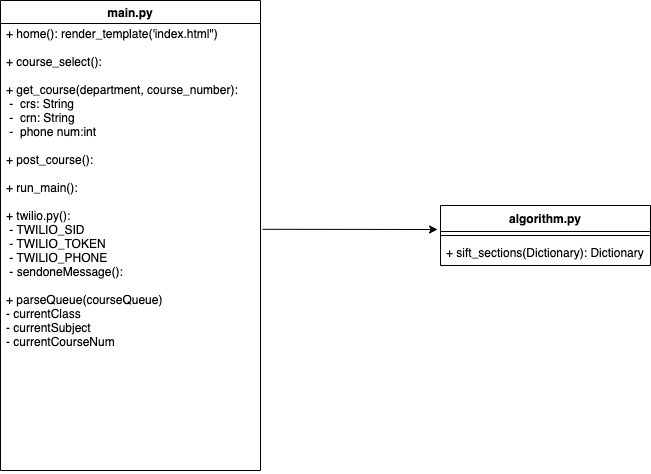 main.py
+ home(): render_template('index.html")
+ course_select():
+ get_course(department, course_number):
- crs: String
- crn: String
- phone num:int
+ post_course():
+ run_main():
+ twilio.py():
- TWILIO_SID
- TWILIO_TOKEN
- TWILIO_PHONE
- sendoneMessage():
+ parseQueue(courseQueue)
- currentClass
- currentSubject
- currentCourseNum
algorithm.py
+ sift_sections(Dictionary): Dictionary